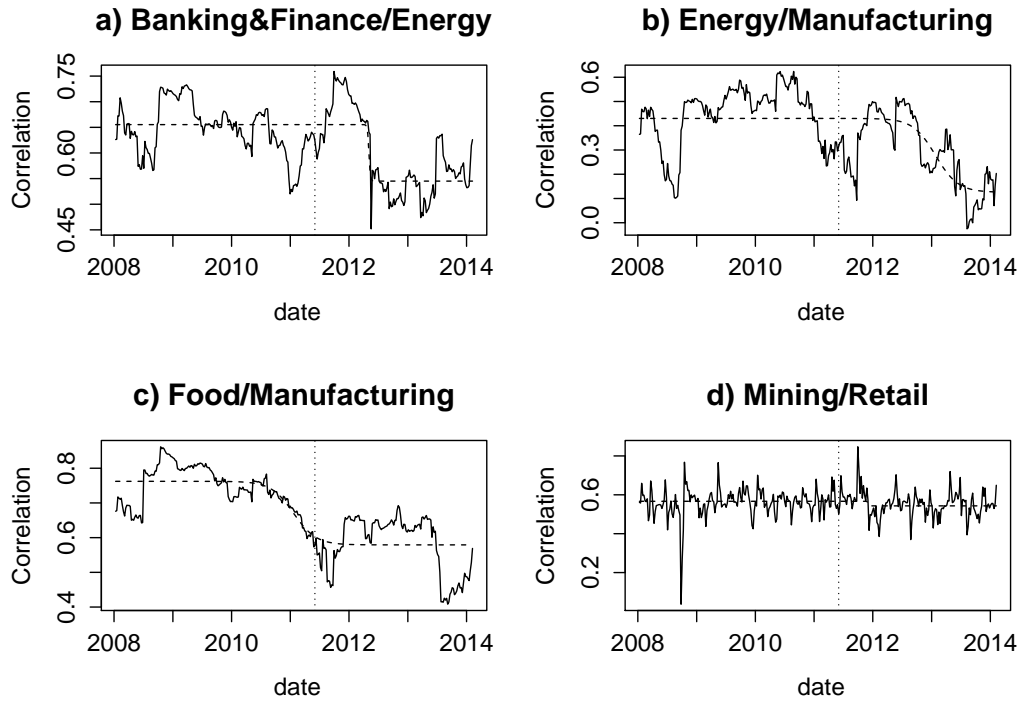 a) Banking&Finance/Energy
Correlation
0.75
0.60
0.45
2008
2010
2012
2014
date
b) Energy/Manufacturing
Correlation
0.6
0.3
0.0
2008
2010
2012
2014
date
c) Food/Manufacturing
Correlation
0.8
0.6
0.4
2008
2010
2012
2014
date
d) Mining/Retail
Correlation
0.6
0.2
2008
2010
2012
2014
date